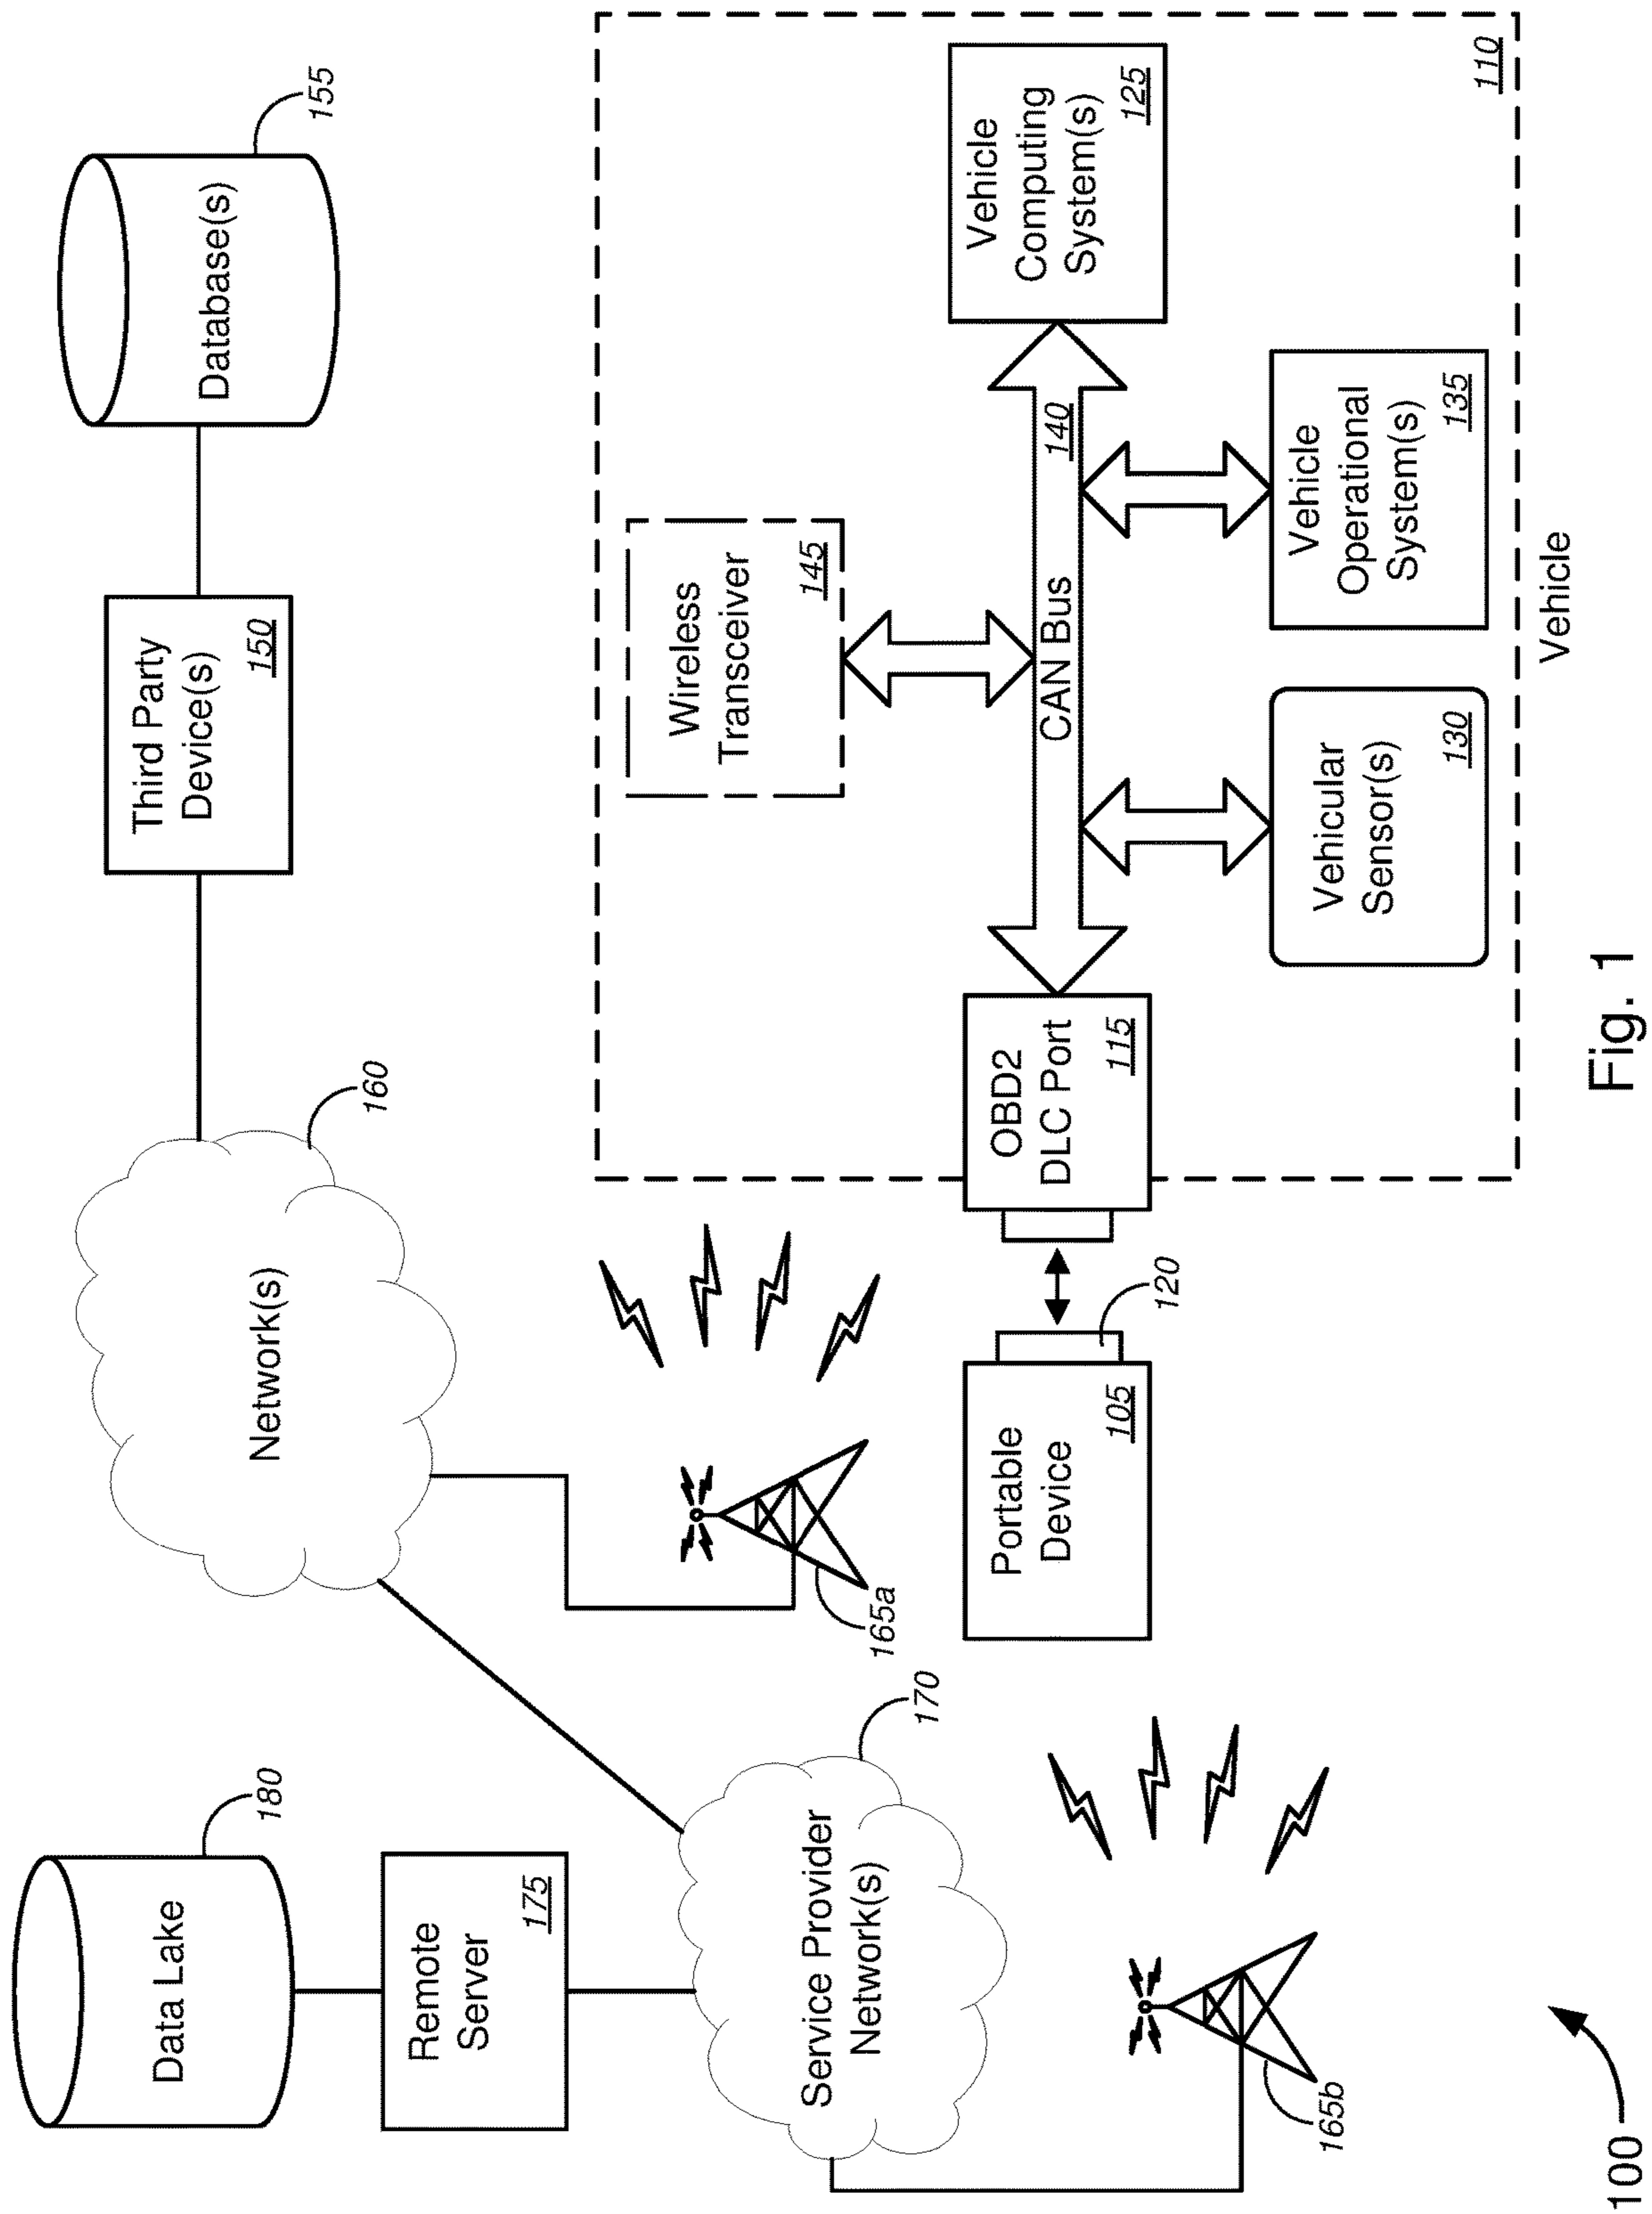 Data Lake
180
Remote
Server
175
Service Provider
Network(s)
170
165b
100
Network(s)
160
165a
Third Party
Device(s)
150
Database(s)
155
Portable
Device
105
120
OBD2
DLC Port
115
Wireless
Transceiver
145
CAN Bus
140
Vehicle
Computing
System(s)
125
Vehicular
Sensor(s)
130
Vehicle
Operational
System(s)
135
110
Vehicle
Fig. 1